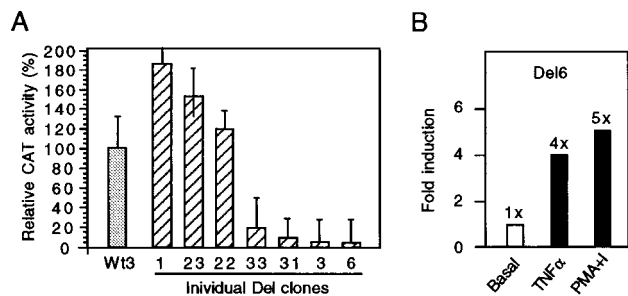 A
Relative CAT activity (%)
200
180
160
140
120
100
80
60
40
20
0
Wt3 1 23 22 33 31 3 6
Inividual Del clones
B
Del6
Fold induction
6
4
2
0
1x
4x
5x
Basal
TNFα
PMA+I